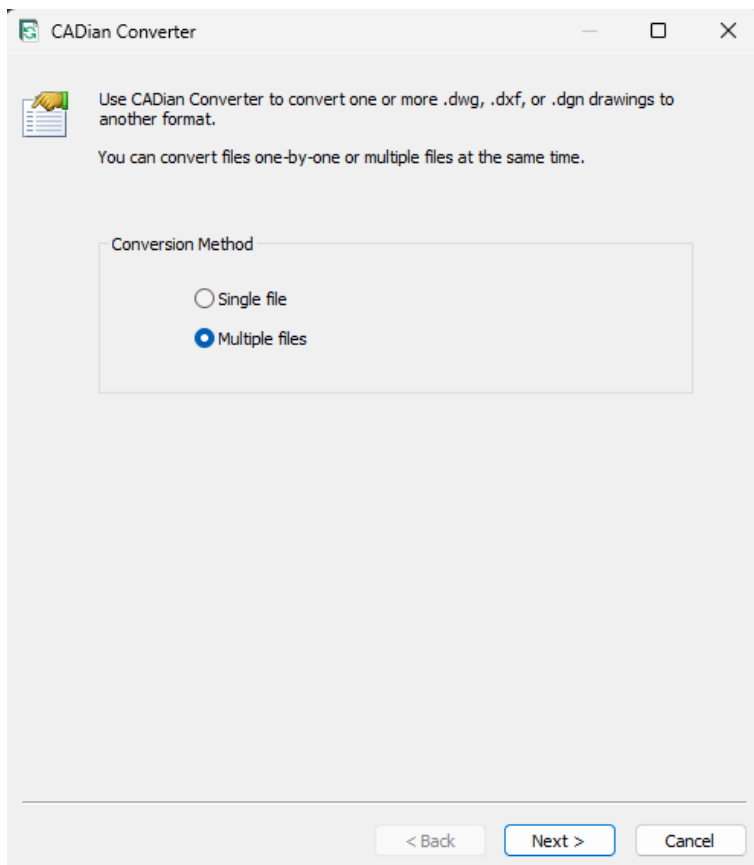 CADian Converter
Use CADian Converter to convert one or more .dwg, .dxf, or .dgn drawings to
another format.
You can convert files one-by-one or multiple files at the same time.
Conversion Method
Single file
Multiple files
< Back
Next >
Cancel